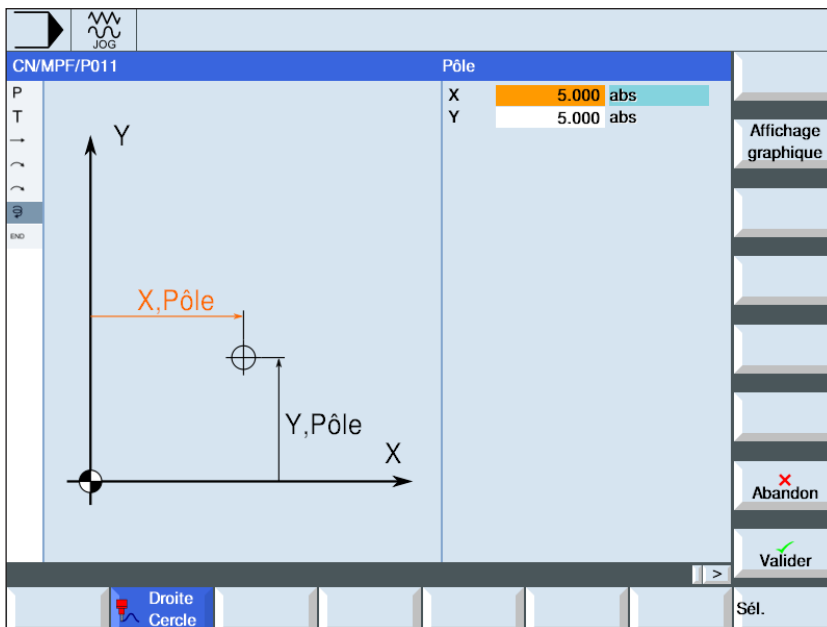 JOG
CN/MPF/P011
Pôle
P
T
END
Y
X,Pôle
Y,Pôle
X
X 5.000 abs
Y 5.000 abs
Affichage
graphique
Abandon
Valider
>
Droite
Cercle
Sél.